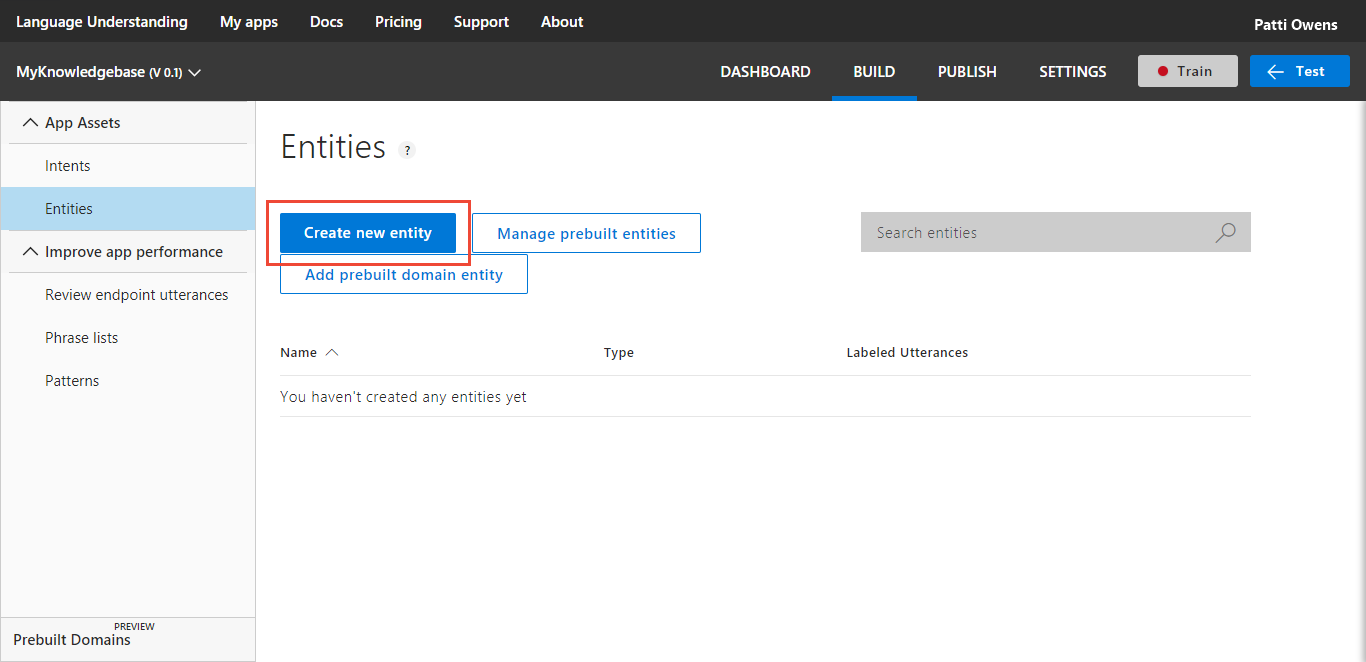 Language Understanding My apps Docs Pricing Support About Patti Owens
MyKnowledgebase (V 0.1) DASHBOARD BUILD PUBLISH SETTINGS Train Test
App Assets
Intents
Entities
Improve app performance
Review endpoint utterances
Phrase lists
Patterns
PREVIEW
Prebuilt Domains
Entities ?
Create new entity Manage prebuilt entities Search entities
Add prebuilt domain entity
Name Type Labeled Utterances
You haven't created any entities yet